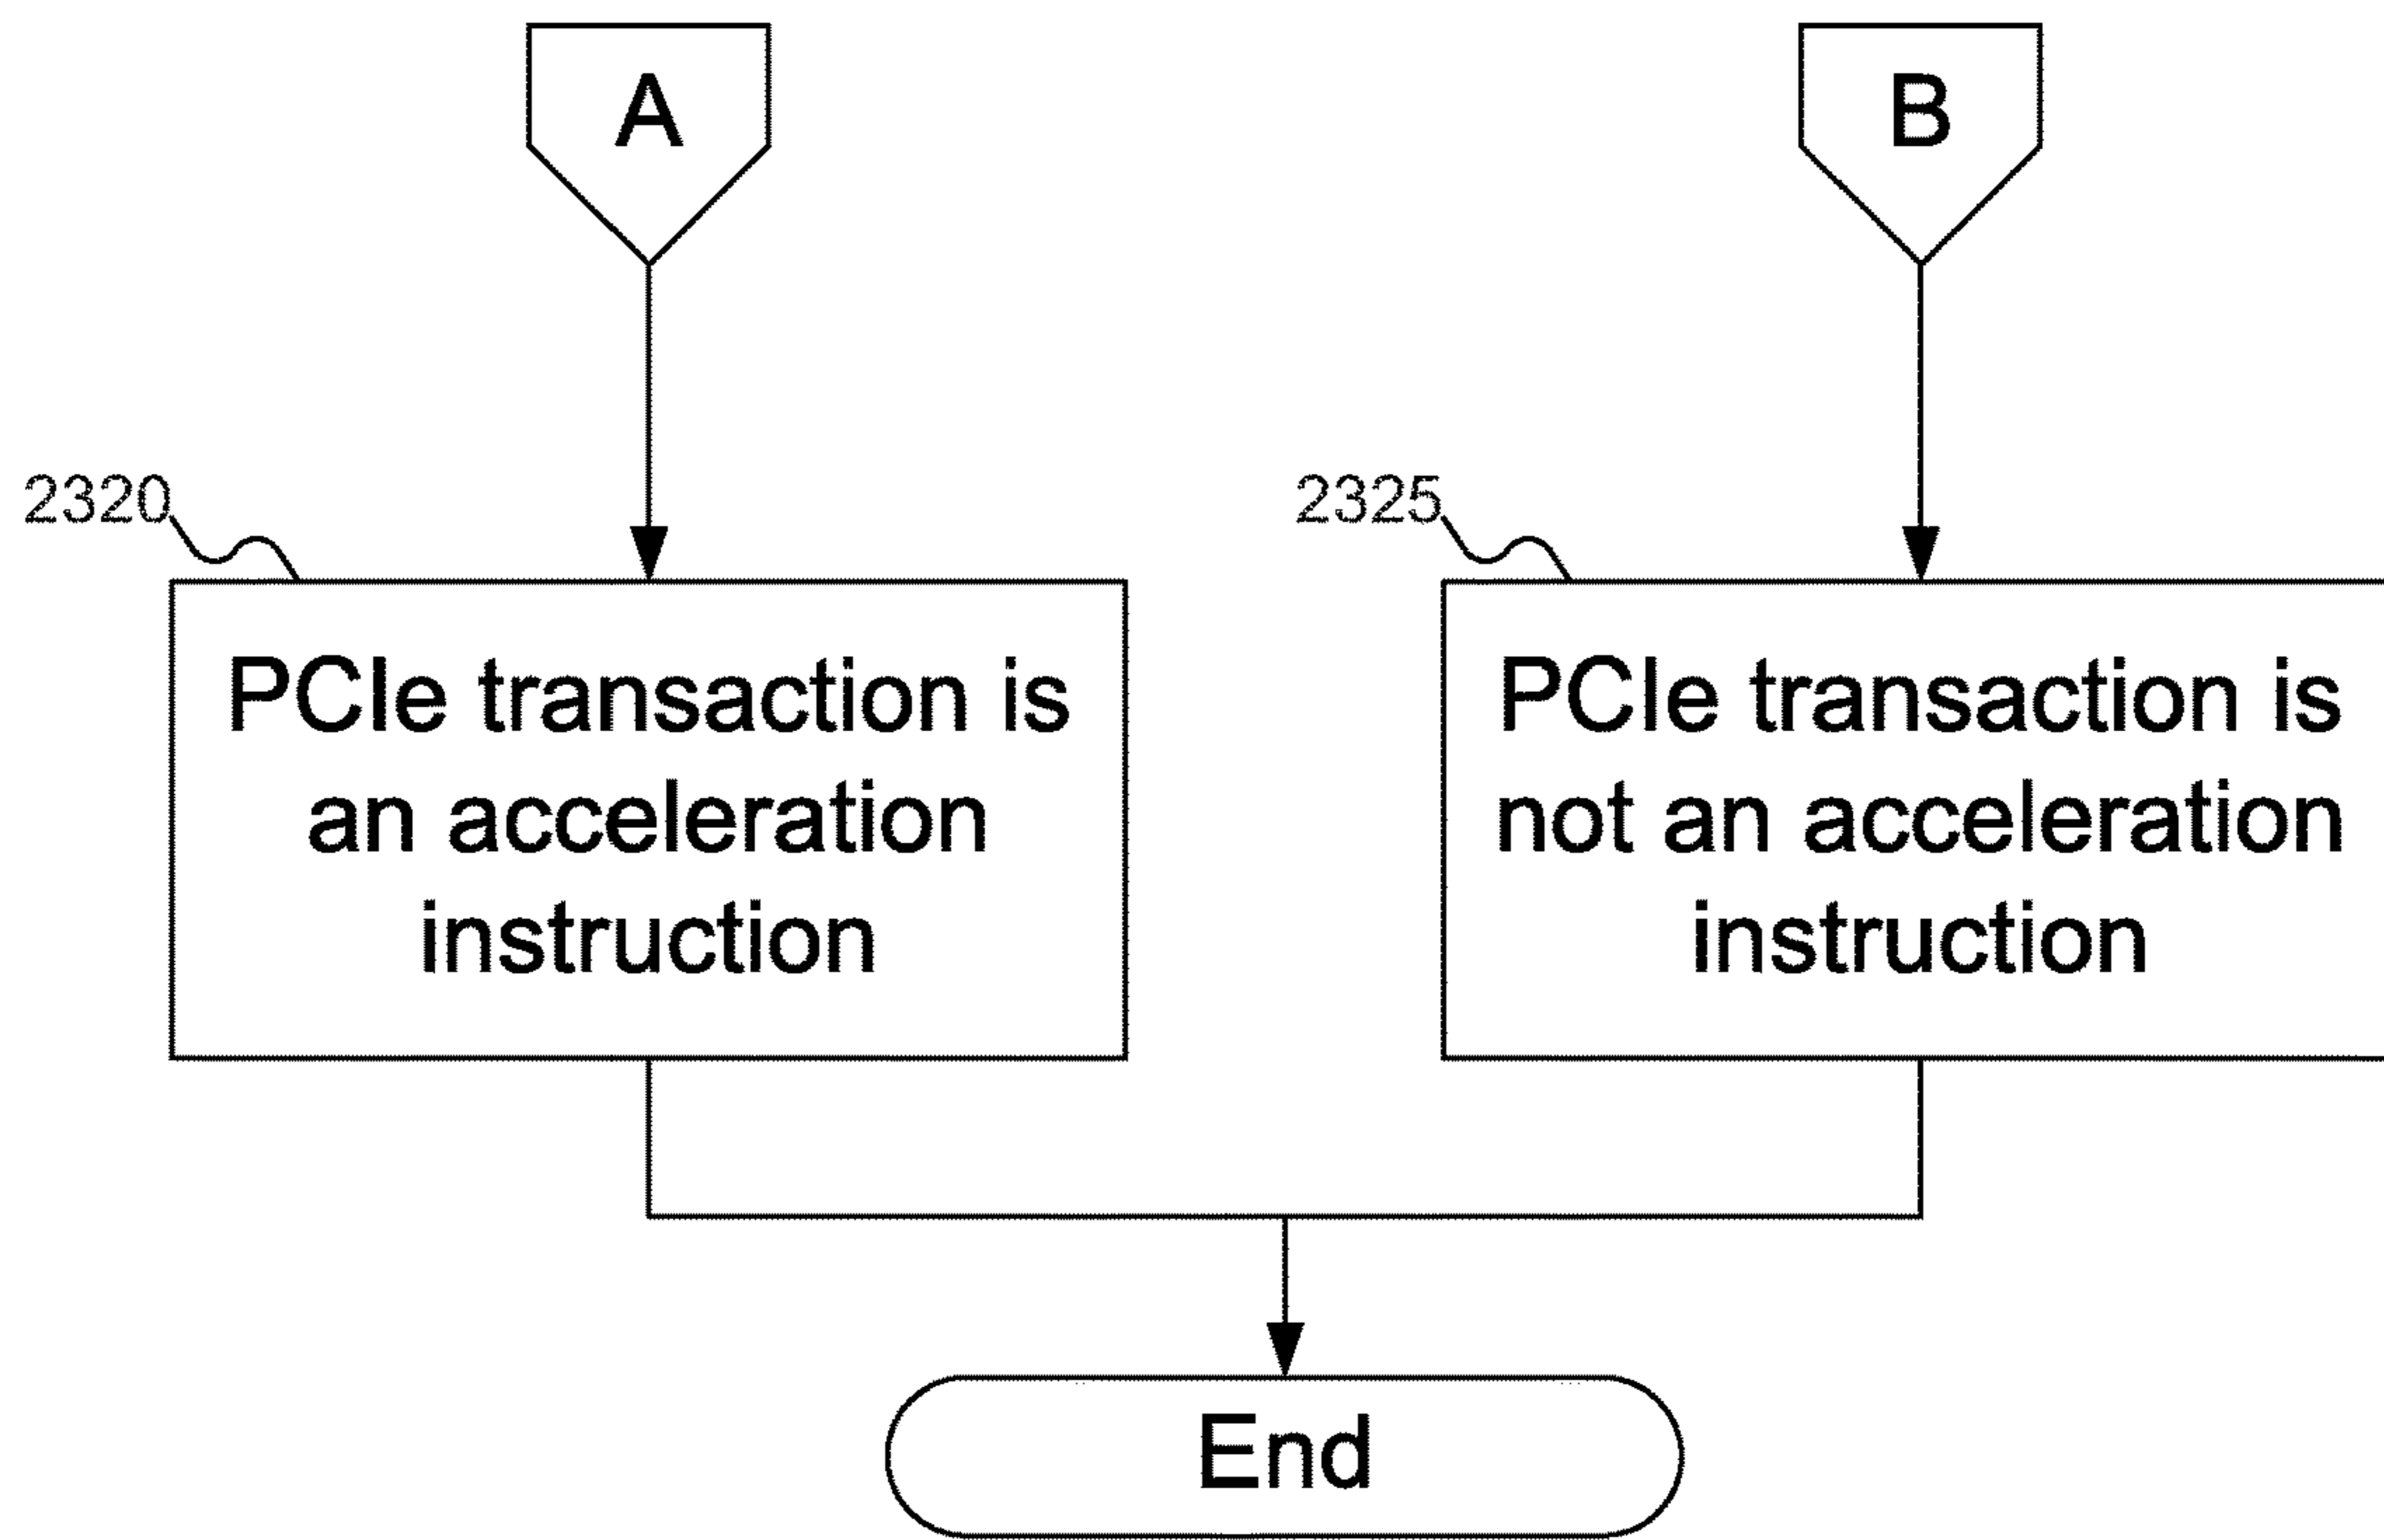 A
B
2320
2325
PCIe transaction is
an acceleration
instruction
PCIe transaction is
not an acceleration
instruction
End